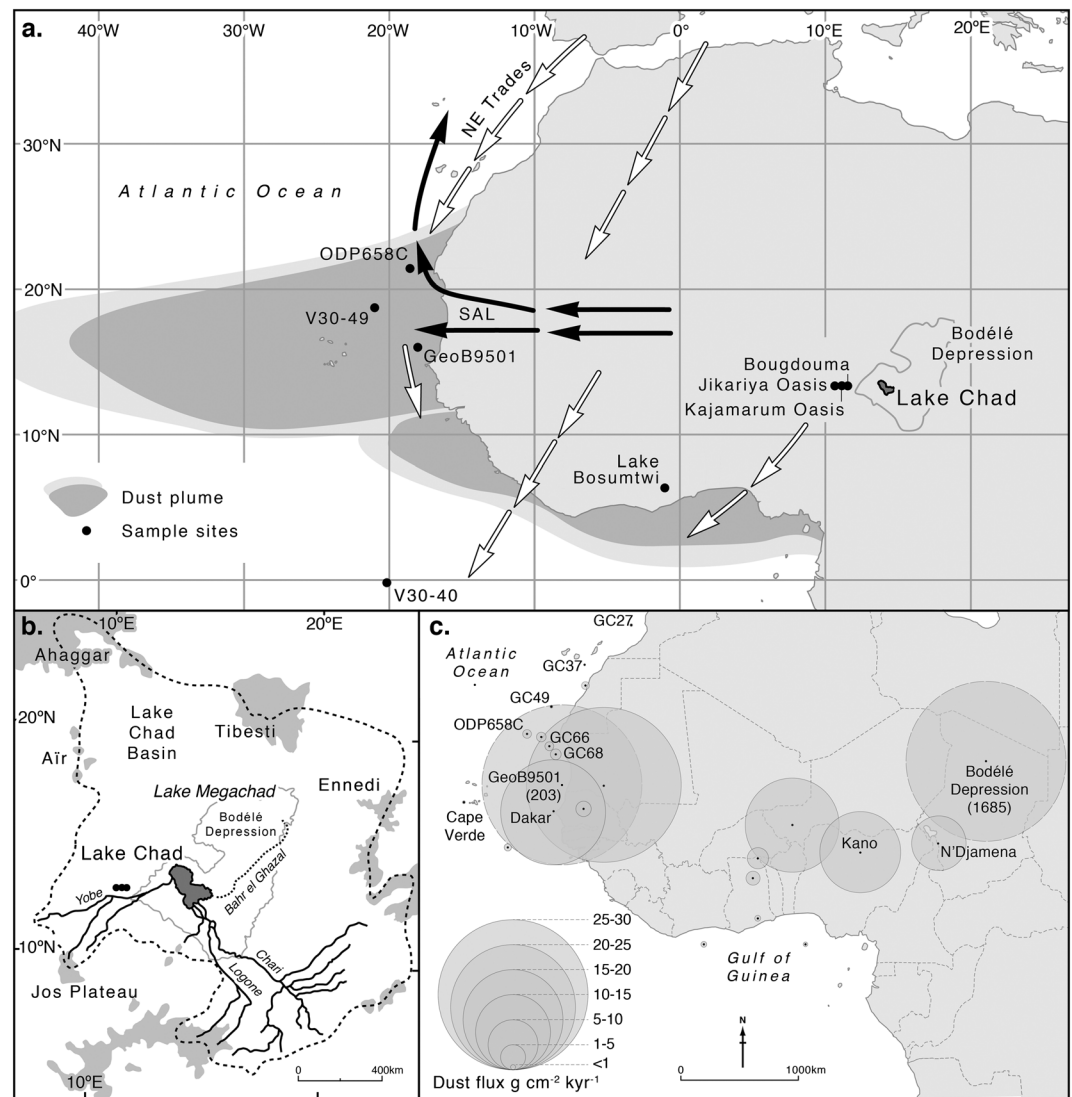 a.
40°W
30°W
20°W
10°W
0°
10°E
20°E
NE Trades
30°N
Atlantic Ocean
ODP658C
20°N
V30-49
SAL
GeoB9501
Bodélé
Depression
Bougdouma
Jikariya Oasis
Lake Chad
Kajamarum Oasis
10°N
Lake
Bosumtwi
Dust plume
Sample sites
0°
V30-40
b.
10ºE
20ºE
Ahaggar
20ºN
Lake
Chad
Basin
Tibesti
Aïr
Ennedi
Lake Megachad
Bodélé
Depression
Lake Chad
Yobe
Bahr el Ghazal
10ºN
Chari
Logone
Jos Plateau
10ºE
0
400km
c.
GC27
Atlantic
Ocean
GC37
GC49
ODP658C
GC66
GC68
GeoB9501
(203)
Dakar
Cape
Verde
Bodélé
Depression
(1685)
Kano
N'Djamena
25-30
20-25
15-20
10-15
5-10
1-5
<1
Dust flux g cm-2 kyr-1
Gulf of
Guinea
N
0
1000km